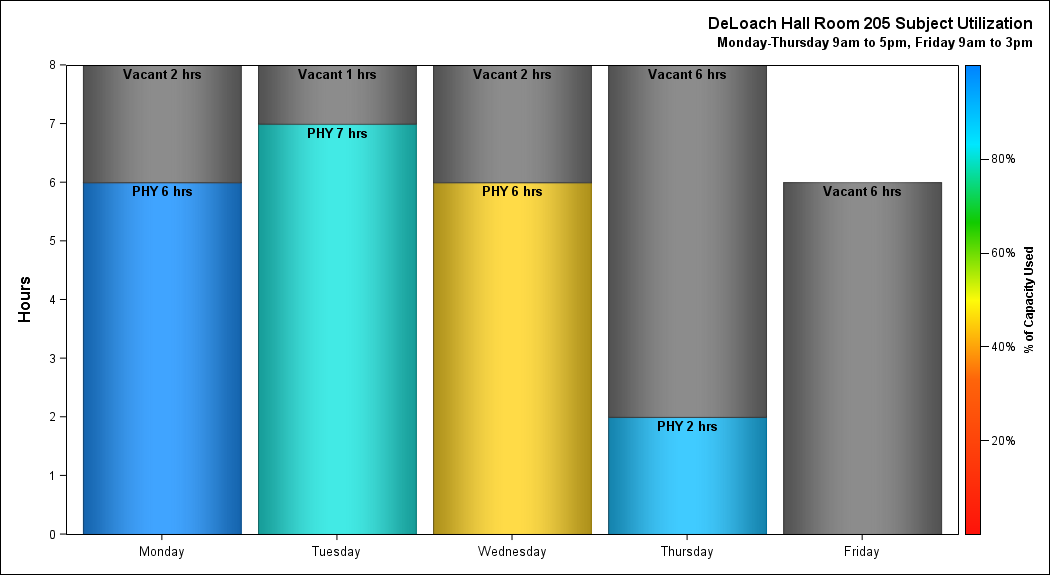 DeLoach Hall Room 205 Subject Utilization
Monday-Thursday 9am to 5pm, Friday 9am to 3pm
Hours
8
7
6
5
4
3
2
1
0
Vacant 2 hrs
PHY 6 hrs
Vacant 1 hrs
PHY 7 hrs
Vacant 2 hrs
PHY 6 hrs
Vacant 6 hrs
PHY 2 hrs
Vacant 6 hrs
Monday
Tuesday
Wednesday
Thursday
Friday
80%
60%
40%
20%
% of Capacity Used